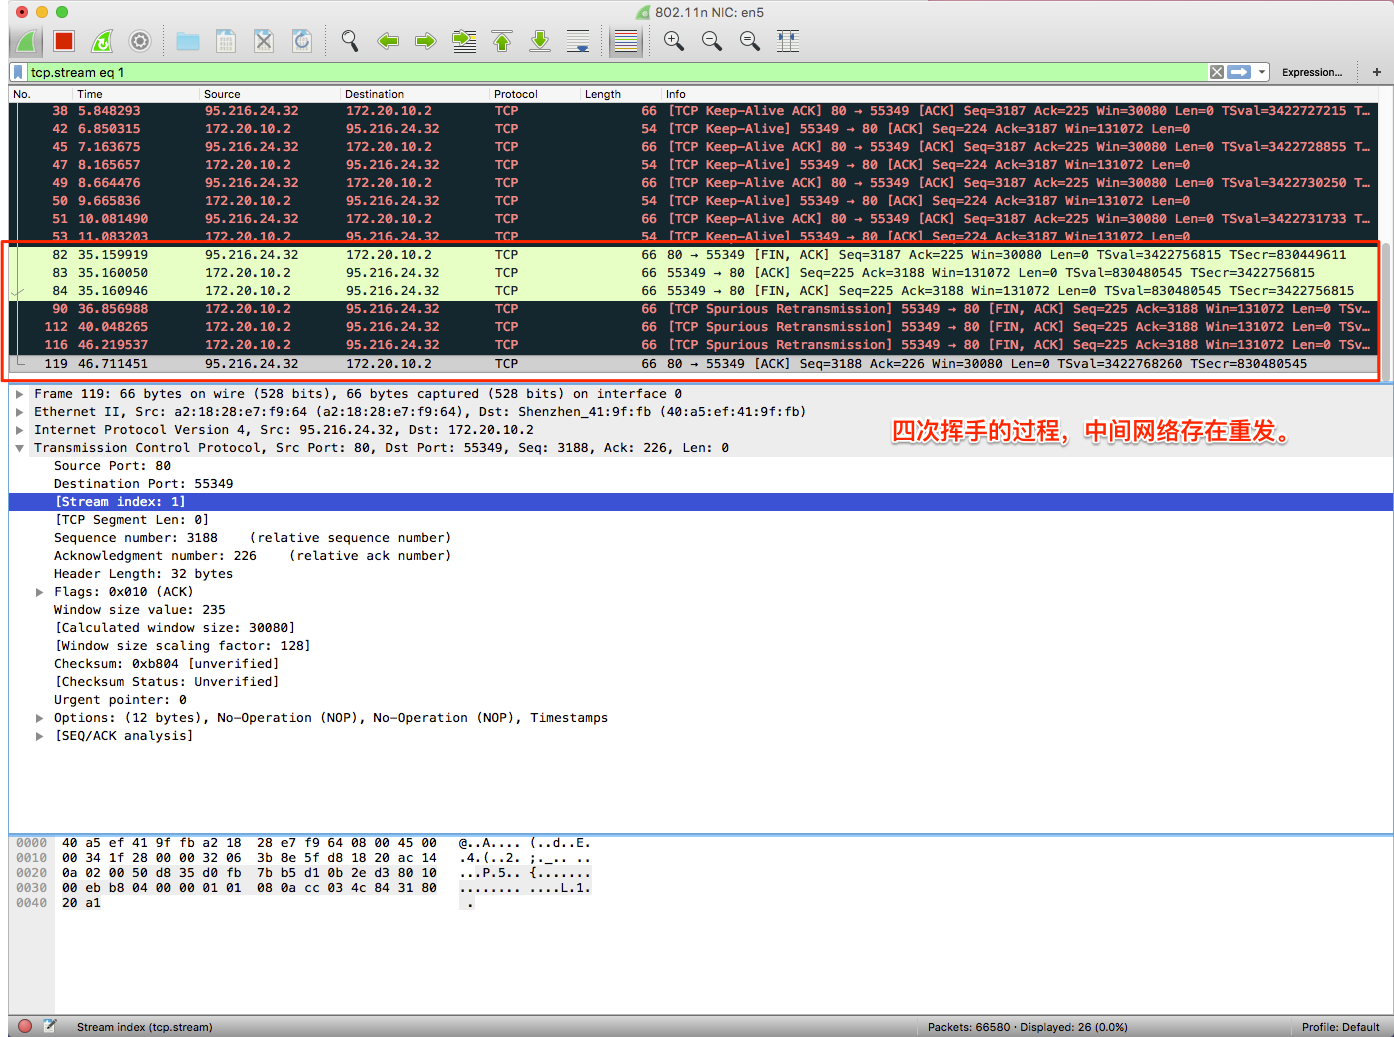 802.11n NIC: en5
tcp.stream eq 1
Expression...
+
No. Time Source Destination Protocol Length Info
38 5.848293 95.216.24.32 172.20.10.2 TCP 66 [TCP Keep-Alive ACK] 80 → 55349 [ACK] Seq=3187 Ack=225 Win=30080 Len=0 TSval=3422727215 T…
42 6.850315 172.20.10.2 95.216.24.32 TCP 54 [TCP Keep-Alive] 55349 → 80 [ACK] Seq=224 Ack=3187 Win=131072 Len=0
45 7.163675 95.216.24.32 172.20.10.2 TCP 66 [TCP Keep-Alive ACK] 80 → 55349 [ACK] Seq=3187 Ack=225 Win=30080 Len=0 TSval=3422728855 T…
47 8.165657 172.20.10.2 95.216.24.32 TCP 54 [TCP Keep-Alive] 55349 → 80 [ACK] Seq=224 Ack=3187 Win=131072 Len=0
49 8.664476 95.216.24.32 172.20.10.2 TCP 66 [TCP Keep-Alive ACK] 80 → 55349 [ACK] Seq=3187 Ack=225 Win=30080 Len=0 TSval=3422730250 T…
50 9.665836 172.20.10.2 95.216.24.32 TCP 54 [TCP Keep-Alive] 55349 → 80 [ACK] Seq=224 Ack=3187 Win=131072 Len=0
51 10.081490 95.216.24.32 172.20.10.2 TCP 66 [TCP Keep-Alive ACK] 80 → 55349 [ACK] Seq=3187 Ack=225 Win=30080 Len=0 TSval=3422731733 T…
53 11.083203 172.20.10.2 95.216.24.32 TCP 54 [TCP Keep-Alive] 55349 → 80 [ACK] Seq=224 Ack=3187 Win=131072 Len=0
82 35.159919 95.216.24.32 172.20.10.2 TCP 66 80 → 55349 [FIN, ACK] Seq=3187 Ack=225 Win=30080 Len=0 TSval=3422756815 TSecr=830449611
83 35.160050 172.20.10.2 95.216.24.32 TCP 66 55349 → 80 [ACK] Seq=225 Ack=3188 Win=131072 Len=0 TSval=830480545 TSecr=3422756815
84 35.160946 172.20.10.2 95.216.24.32 TCP 66 55349 → 80 [FIN, ACK] Seq=225 Ack=3188 Win=131072 Len=0 TSval=830480545 TSecr=3422756815
90 36.856988 172.20.10.2 95.216.24.32 TCP 66 [TCP Spurious Retransmission] 55349 → 80 [FIN, ACK] Seq=225 Ack=3188 Win=131072 Len=0 TSv…
112 40.048265 172.20.10.2 95.216.24.32 TCP 66 [TCP Spurious Retransmission] 55349 → 80 [FIN, ACK] Seq=225 Ack=3188 Win=131072 Len=0 TSv…
116 46.219537 172.20.10.2 95.216.24.32 TCP 66 [TCP Spurious Retransmission] 55349 → 80 [FIN, ACK] Seq=225 Ack=3188 Win=131072 Len=0 TSv…
119 46.711451 95.216.24.32 172.20.10.2 TCP 66 80 → 55349 [ACK] Seq=3188 Ack=226 Win=30080 Len=0 TSval=3422768260 TSecr=830480545
Frame 119: 66 bytes on wire (528 bits), 66 bytes captured (528 bits) on interface 0
Ethernet II, Src: a2:18:28:e7:f9:64 (a2:18:28:e7:f9:64), Dst: Shenzhen_41:9f:fb (40:a5:ef:41:9f:fb)
Internet Protocol Version 4, Src: 95.216.24.32, Dst: 172.20.10.2
四次挥手的过程，中间网络存在重发。
Transmission Control Protocol, Src Port: 80, Dst Port: 55349, Seq: 3188, Ack: 226, Len: 0
Source Port: 80
Destination Port: 55349
[Stream index: 1]
[TCP Segment Len: 0]
Sequence number: 3188 (relative sequence number)
Acknowledgment number: 226 (relative ack number)
Header Length: 32 bytes
Flags: 0x010 (ACK)
Window size value: 235
[Calculated window size: 30080]
[Window size scaling factor: 128]
Checksum: 0xb804 [unverified]
[Checksum Status: Unverified]
Urgent pointer: 0
Options: (12 bytes), No-Operation (NOP), No-Operation (NOP), Timestamps
[SEQ/ACK analysis]
0000 40 a5 ef 41 9f fb a2 18 28 e7 f9 64 08 00 45 00 @..A.... (..d..E.
0010 00 34 1f 28 00 00 32 06 3b 8e 5f d8 18 20 ac 14 .4.(..2. ;._.. ..
0020 0a 02 00 50 d8 35 d0 fb 7b b5 d1 0b 2e d3 80 10 ...P.5.. {.......
0030 00 eb b8 04 00 00 01 01 08 0a cc 03 4c 84 31 80 ........ ....L.1.
0040 20 a1 .
Stream index (tcp.stream)
Packets: 66580 · Displayed: 26 (0.0%)
Profile: Default